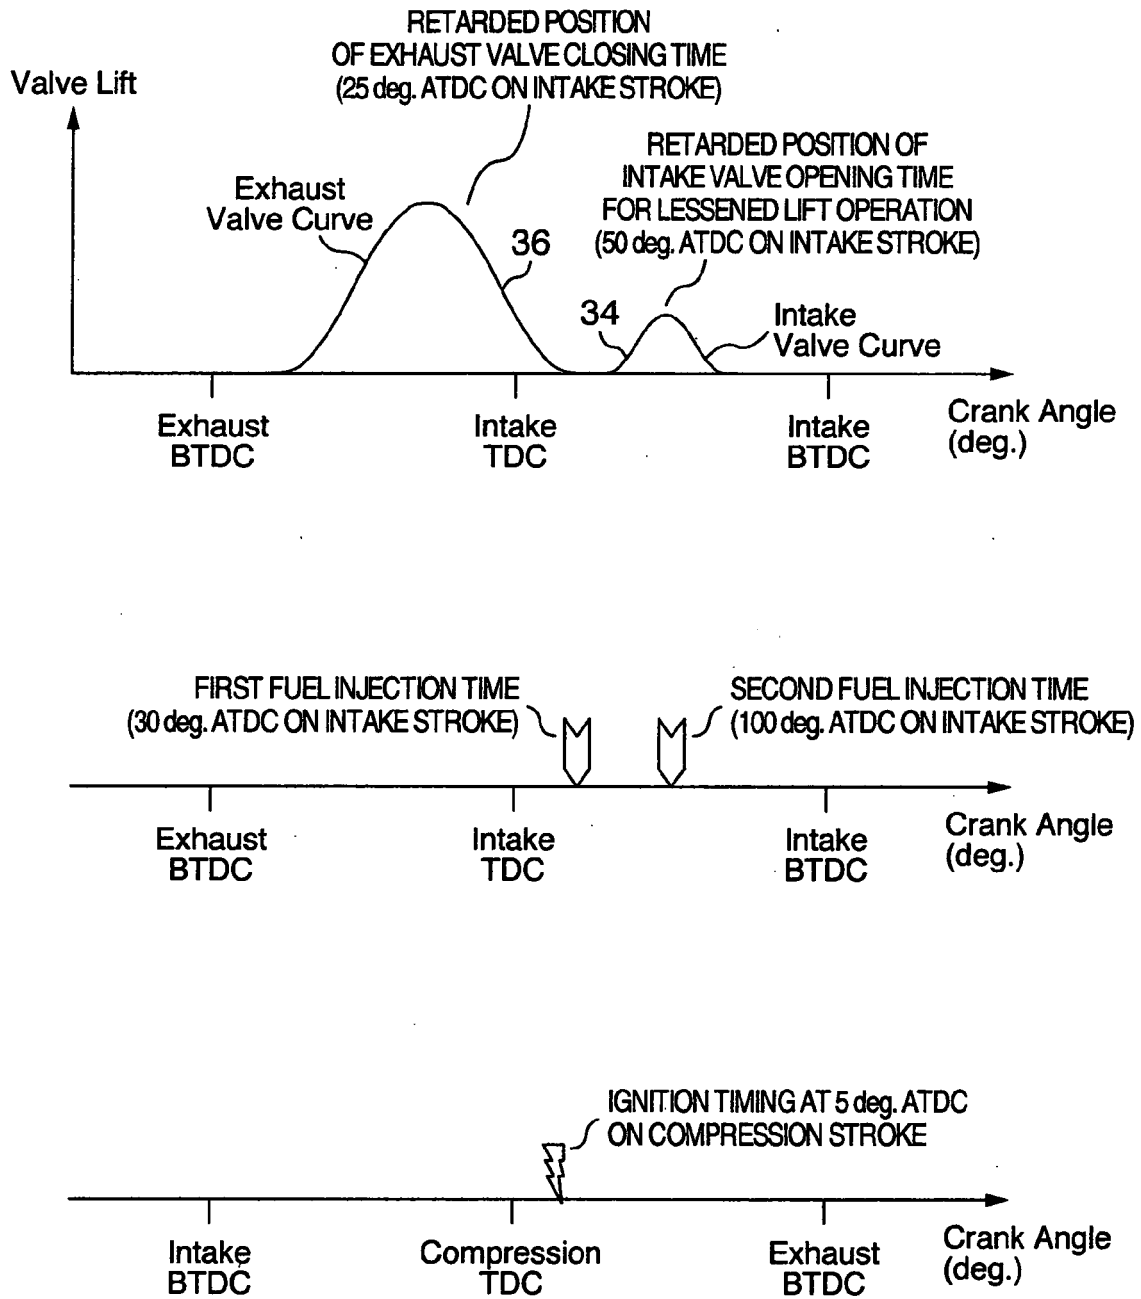 RETARDED POSITION
OF EXHAUST VALVE CLOSING TIME
(25 deg. ATDC ON INTAKE STROKE)
Valve Lift
RETARDED POSITION OF
INTAKE VALVE OPENING TIME
FOR LESSENED LIFT OPERATION
(50 deg. ATDC ON INTAKE STROKE)
Exhaust
Valve Curve
36
34
Intake
Valve Curve
Exhaust
BTDC
Intake
TDC
Intake
BTDC
Crank Angle
(deg.)
FIRST FUEL INJECTION TIME
(30 deg. ATDC ON INTAKE STROKE)
SECOND FUEL INJECTION TIME
(100 deg. ATDC ON INTAKE STROKE)
Exhaust
BTDC
Intake
TDC
Intake
BTDC
Crank Angle
(deg.)
IGNITION TIMING AT 5 deg. ATDC
ON COMPRESSION STROKE
Intake
BTDC
Compression
TDC
Exhaust
BTDC
Crank Angle
(deg.)